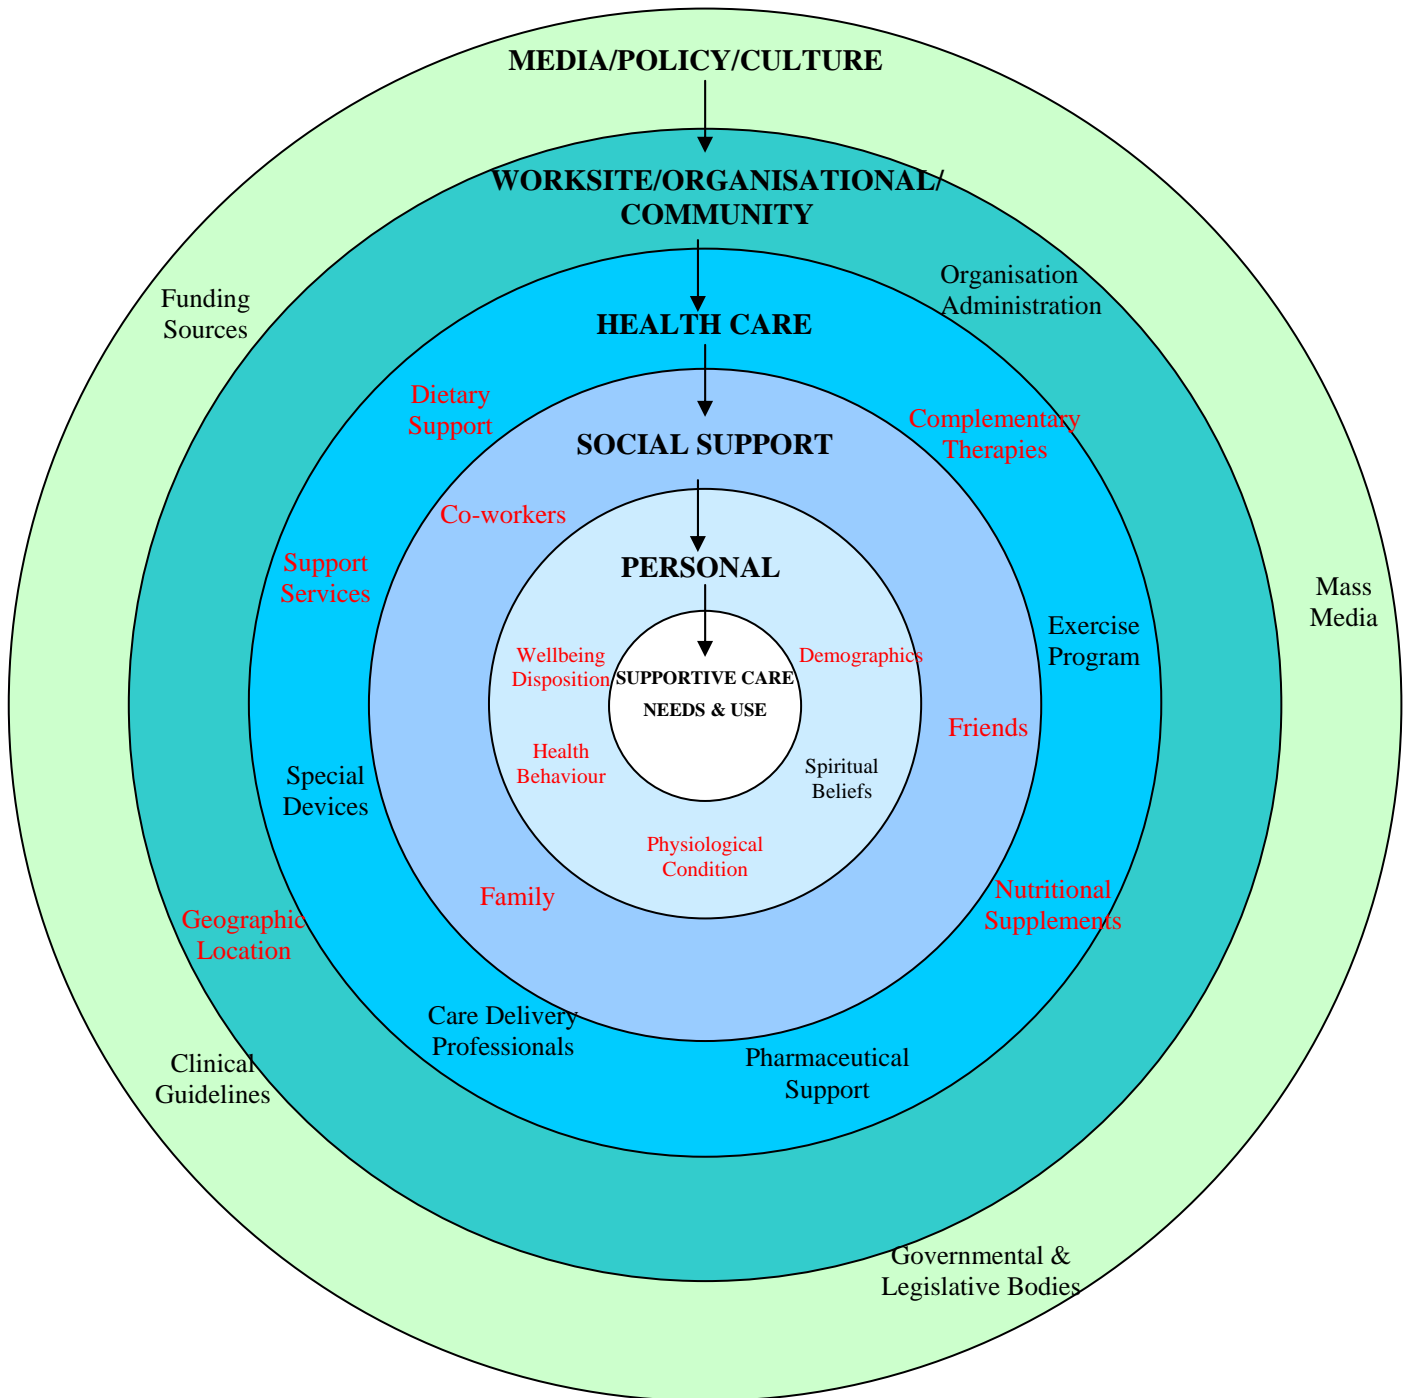 MEDIA/POLICY/CULTURE
WORKSITE/ORGANISATIONAL/
COMMUNITY
Organisation
Administration
Funding
Sources
HEALTH CARE
Dietary
Support
Complementary
Therapies
SOCIAL SUPPORT
Co-workers
Support
Services
PERSONAL
Mass
Media
Exercise
Program
Wellbeing
Disposition
Demographics
SUPPORTIVE CARE
NEEDS & USE
Friends
Health
Behaviour
Spiritual
Beliefs
Special
Devices
Physiological
Condition
Family
Nutritional
Supplements
Geographic
Location
Care Delivery
Professionals
Pharmaceutical
Support
Clinical
Guidelines
Governmental &
Legislative Bodies